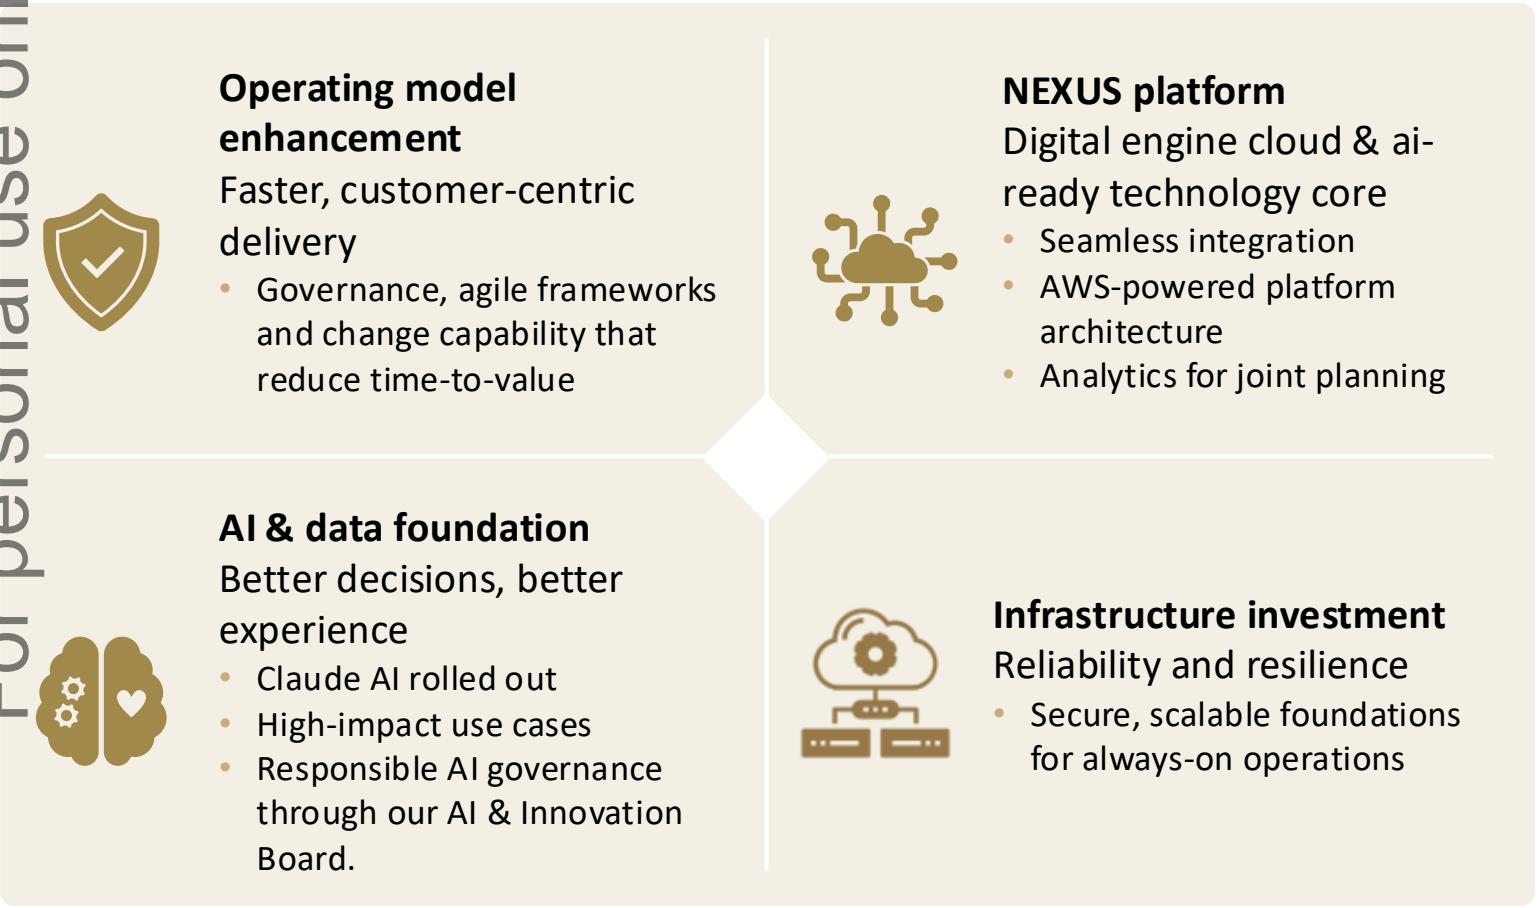 For personal use
Operating model
enhancement
Faster, customer-centric
delivery
• Governance, agile frameworks
and change capability that
reduce time-to-value
NEXUS platform
Digital engine cloud & ai-
ready technology core
• Seamless integration
• AWS-powered platform
architecture
• Analytics for joint planning
AI & data foundation
Better decisions, better
experience
• Claude AI rolled out
• High-impact use cases
• Responsible AI governance
through our AI & Innovation
Board.
Infrastructure investment
Reliability and resilience
• Secure, scalable foundations
for always-on operations